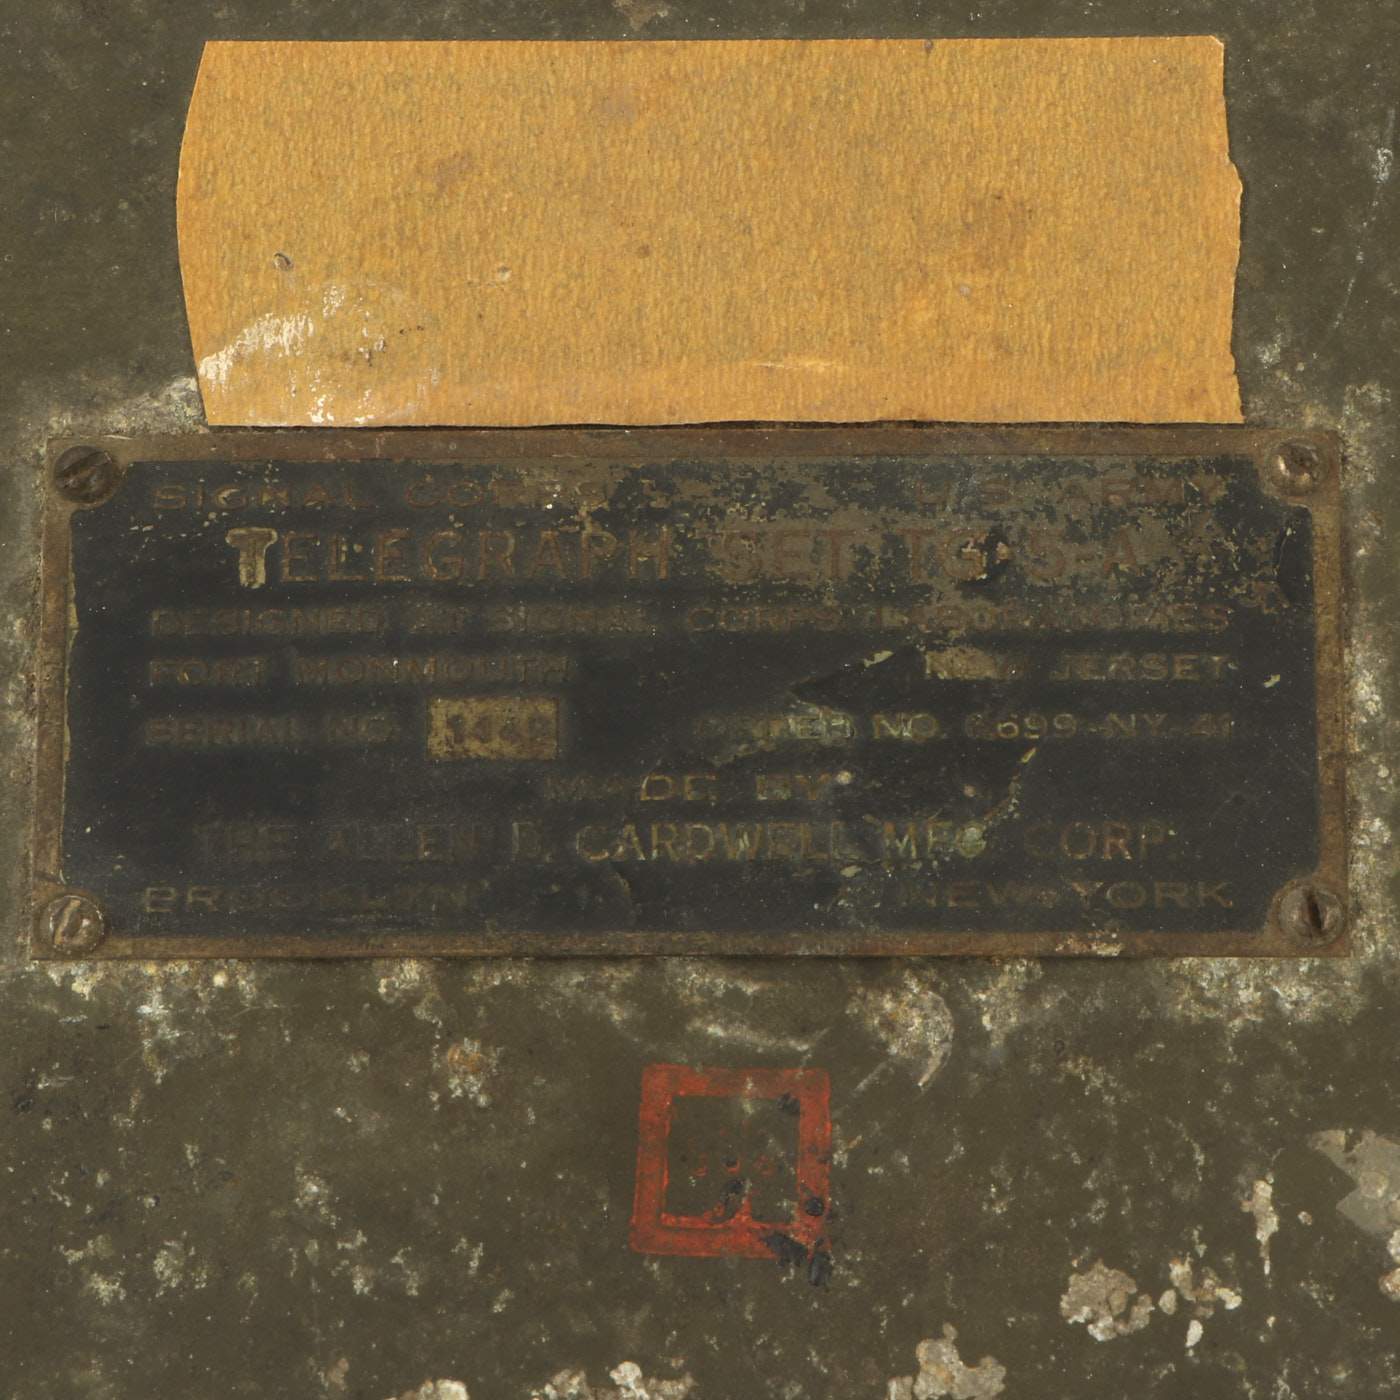 SIGNAL CORPS U.S. ARMY
TELEGRAPH SET TG-5-A
DESIGNED BY SIGNAL CORPS LABORATORIES
FORT MONMOUTH NEW JERSEY
SERIAL NO. ORDER NO. 6699-NY-41
MADE BY
THE ALLEN D. CARDWELL MFG CORP.
BROOKLYN NEW YORK